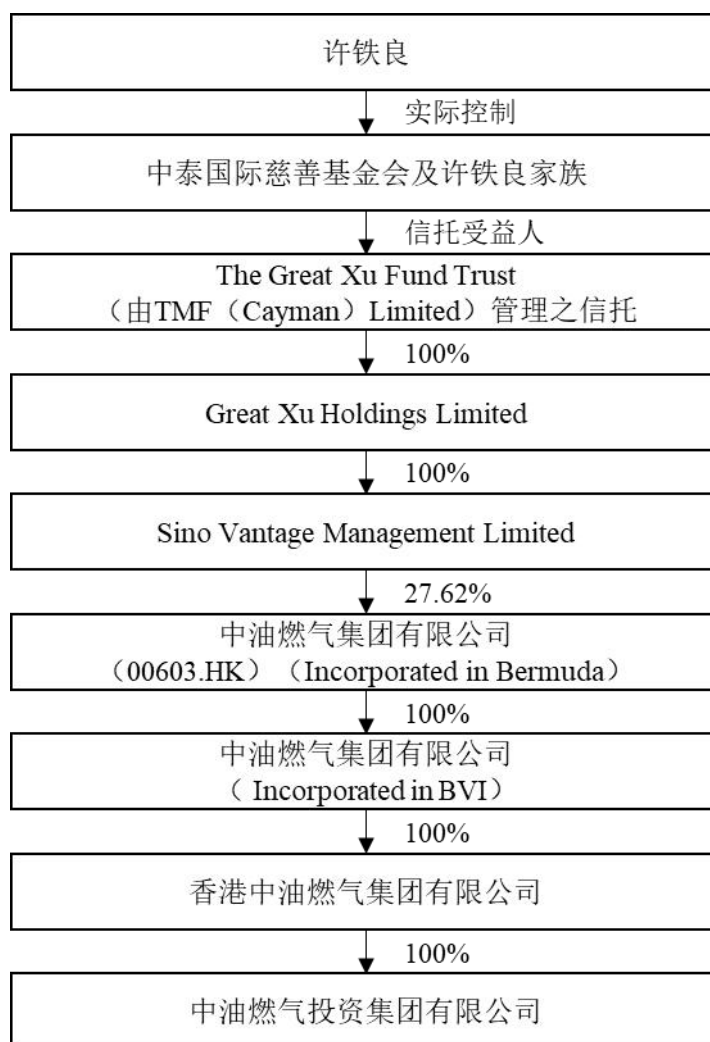 许铁良
实际控制
中泰国际慈善基金会及许铁良家族
信托受益人
The Great Xu Fund Trust
（由TMF（Cayman）Limited）管理之信托
100%
Great Xu Holdings Limited
100%
Sino Vantage Management Limited
27.62%
中油燃气集团有限公司
（00603.HK）（Incorporated in Bermuda）
100%
中油燃气集团有限公司
（ Incorporated in BVI）
100%
香港中油燃气集团有限公司
100%
中油燃气投资集团有限公司